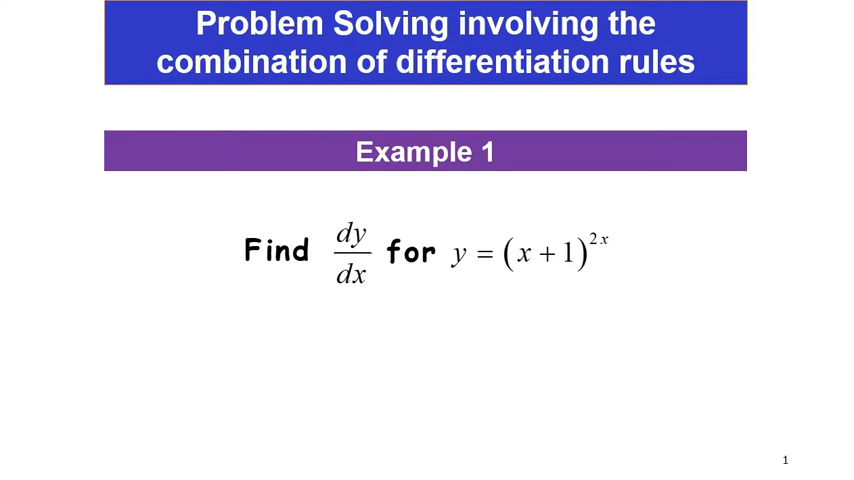 Problem Solving involving the
combination of differentiation rules
Example 1
Find dy/dx for y = (x + 1)^{2x}
1